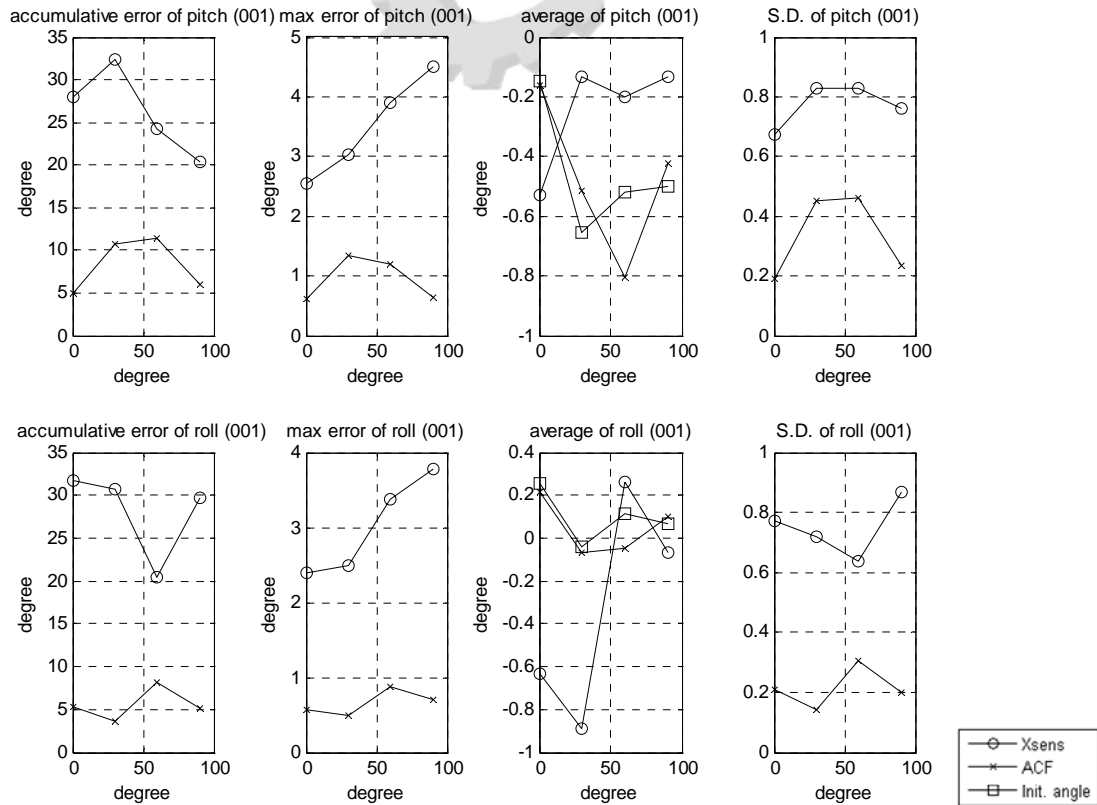 accumulative error of pitch (001)
max error of pitch (001)
average of pitch (001)
S.D. of pitch (001)
degree
35
30
25
20
15
10
5
0
0 50 100
degree
degree
5
4
3
2
1
0
0 50 100
degree
degree
0
-0.2
-0.4
-0.6
-0.8
-1
0 50 100
degree
degree
1
0.8
0.6
0.4
0.2
0
0 50 100
degree
accumulative error of roll (001)
max error of roll (001)
average of roll (001)
S.D. of roll (001)
degree
35
30
25
20
15
10
5
0
0 50 100
degree
degree
4
3
2
1
0
0 50 100
degree
degree
0.4
0.2
0
-0.2
-0.4
-0.6
-0.8
-1
0 50 100
degree
1
0.8
0.6
0.4
0.2
0
0 50 100
degree
Xsens
ACF
Init. angle